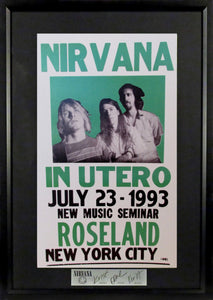 NIRVANA
IN UTERO
JULY 23 - 1993
NEW MUSIC SEMINAR
ROSELAND
NEW YORK CITY
NIRVANA